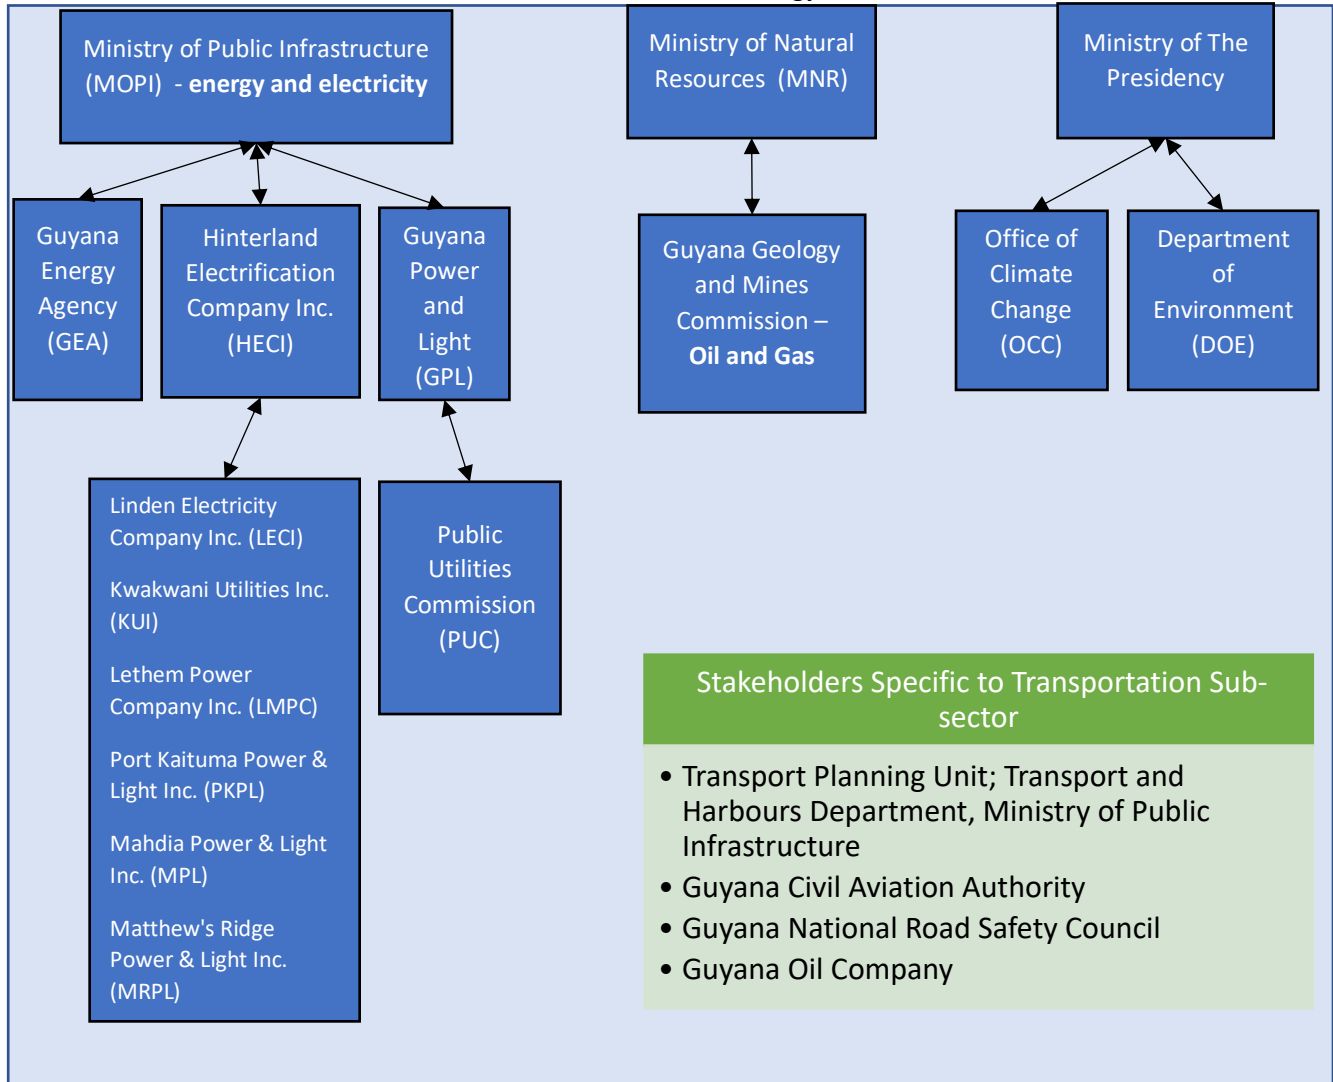 Ministry of Public Infrastructure
(MOPI)  - energy and electricity
Ministry of Natural
Resources  (MNR)
Ministry of The
Presidency
Guyana
Energy
Agency
(GEA)
Hinterland
Electrification
Company Inc.
(HECI)
Guyana
Power
and
Light
(GPL)
Guyana Geology
and Mines
Commission –
Oil and Gas
Office of
Climate
Change
(OCC)
Department
of
Environment
(DOE)
Linden Electricity
Company Inc. (LECI)
Kwakwani Utilities Inc.
(KUI)
Lethem Power
Company Inc. (LMPC)
Port Kaituma Power &
Light Inc. (PKPL)
Mahdia Power & Light
Inc. (MPL)
Matthew's Ridge
Power & Light Inc.
(MRPL)
Public
Utilities
Commission
(PUC)
Stakeholders Specific to Transportation Sub-
sector
• Transport Planning Unit; Transport and
Harbours Department, Ministry of Public
Infrastructure
• Guyana Civil Aviation Authority
• Guyana National Road Safety Council
• Guyana Oil Company